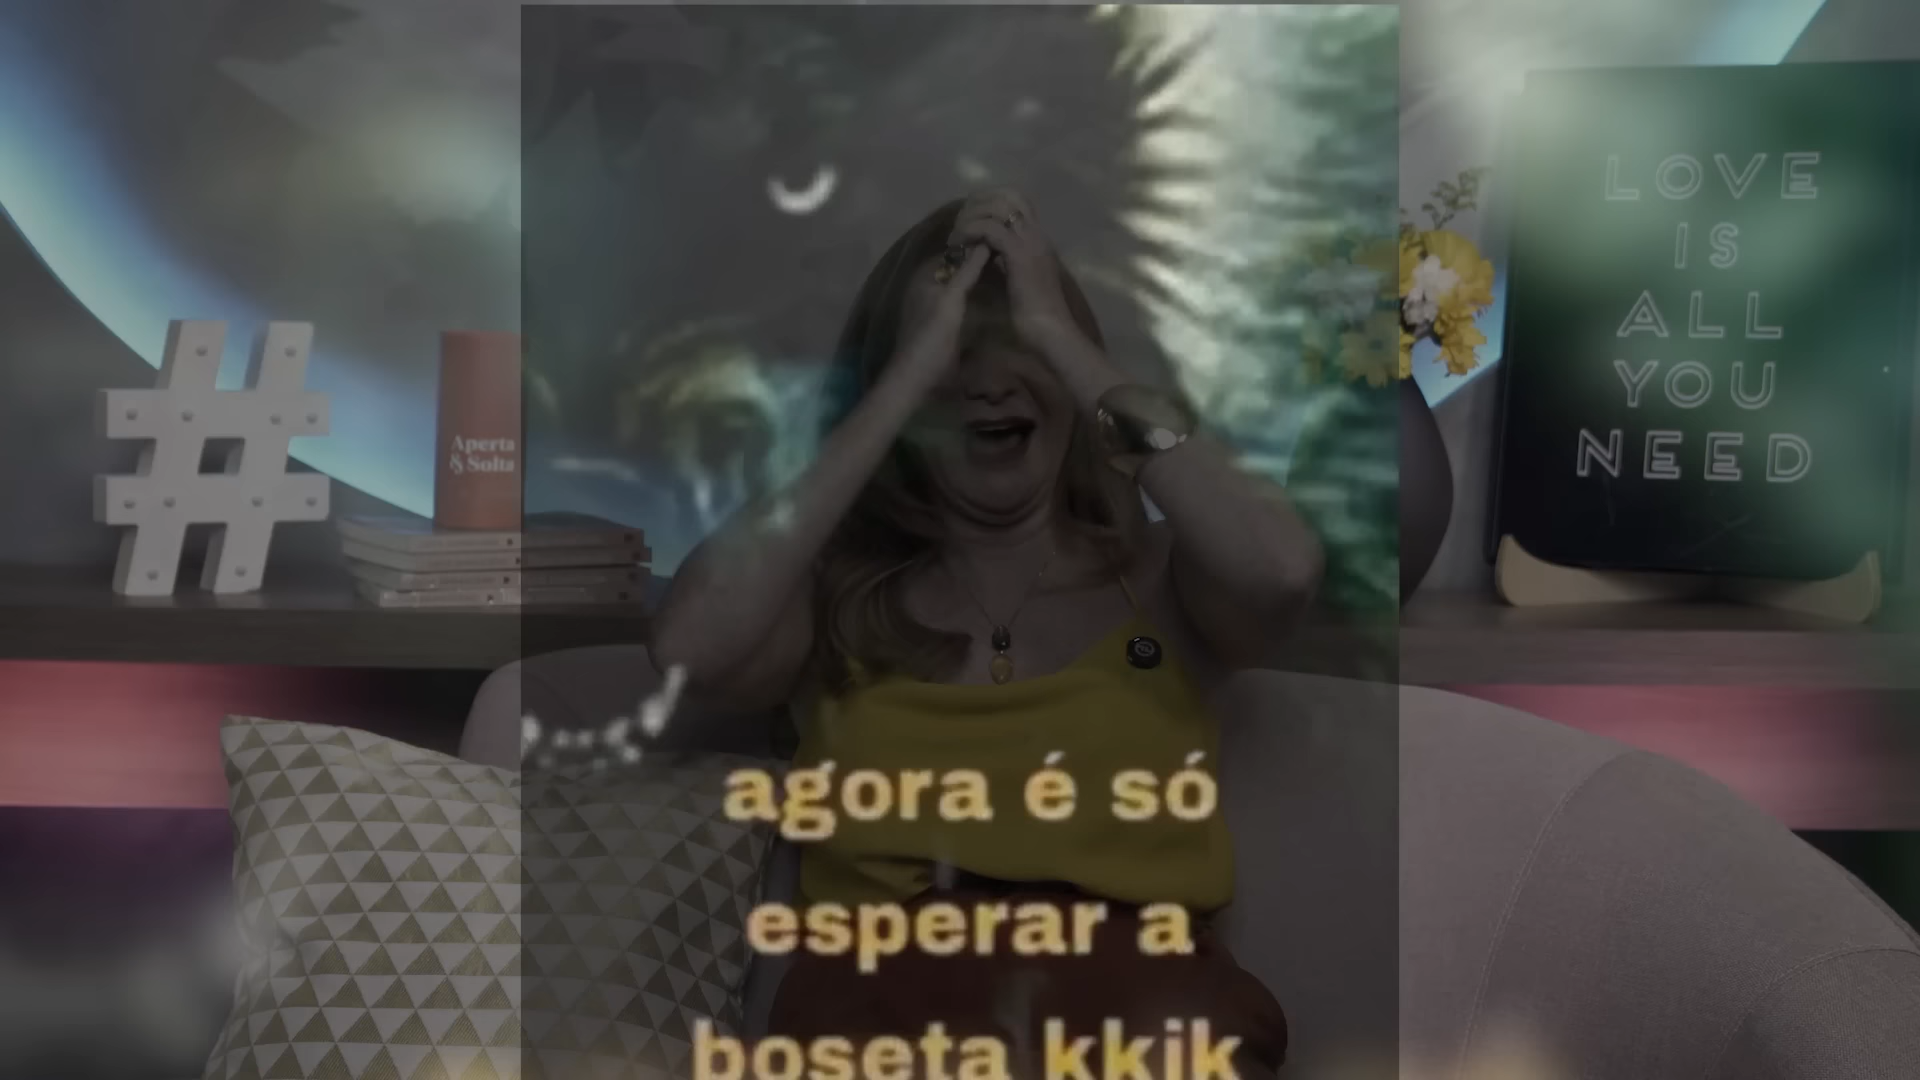 LOVE
IS
ALL
YOU
NEED
#
Aperta
& Solta
agora é só
esperar a
boseta kkik